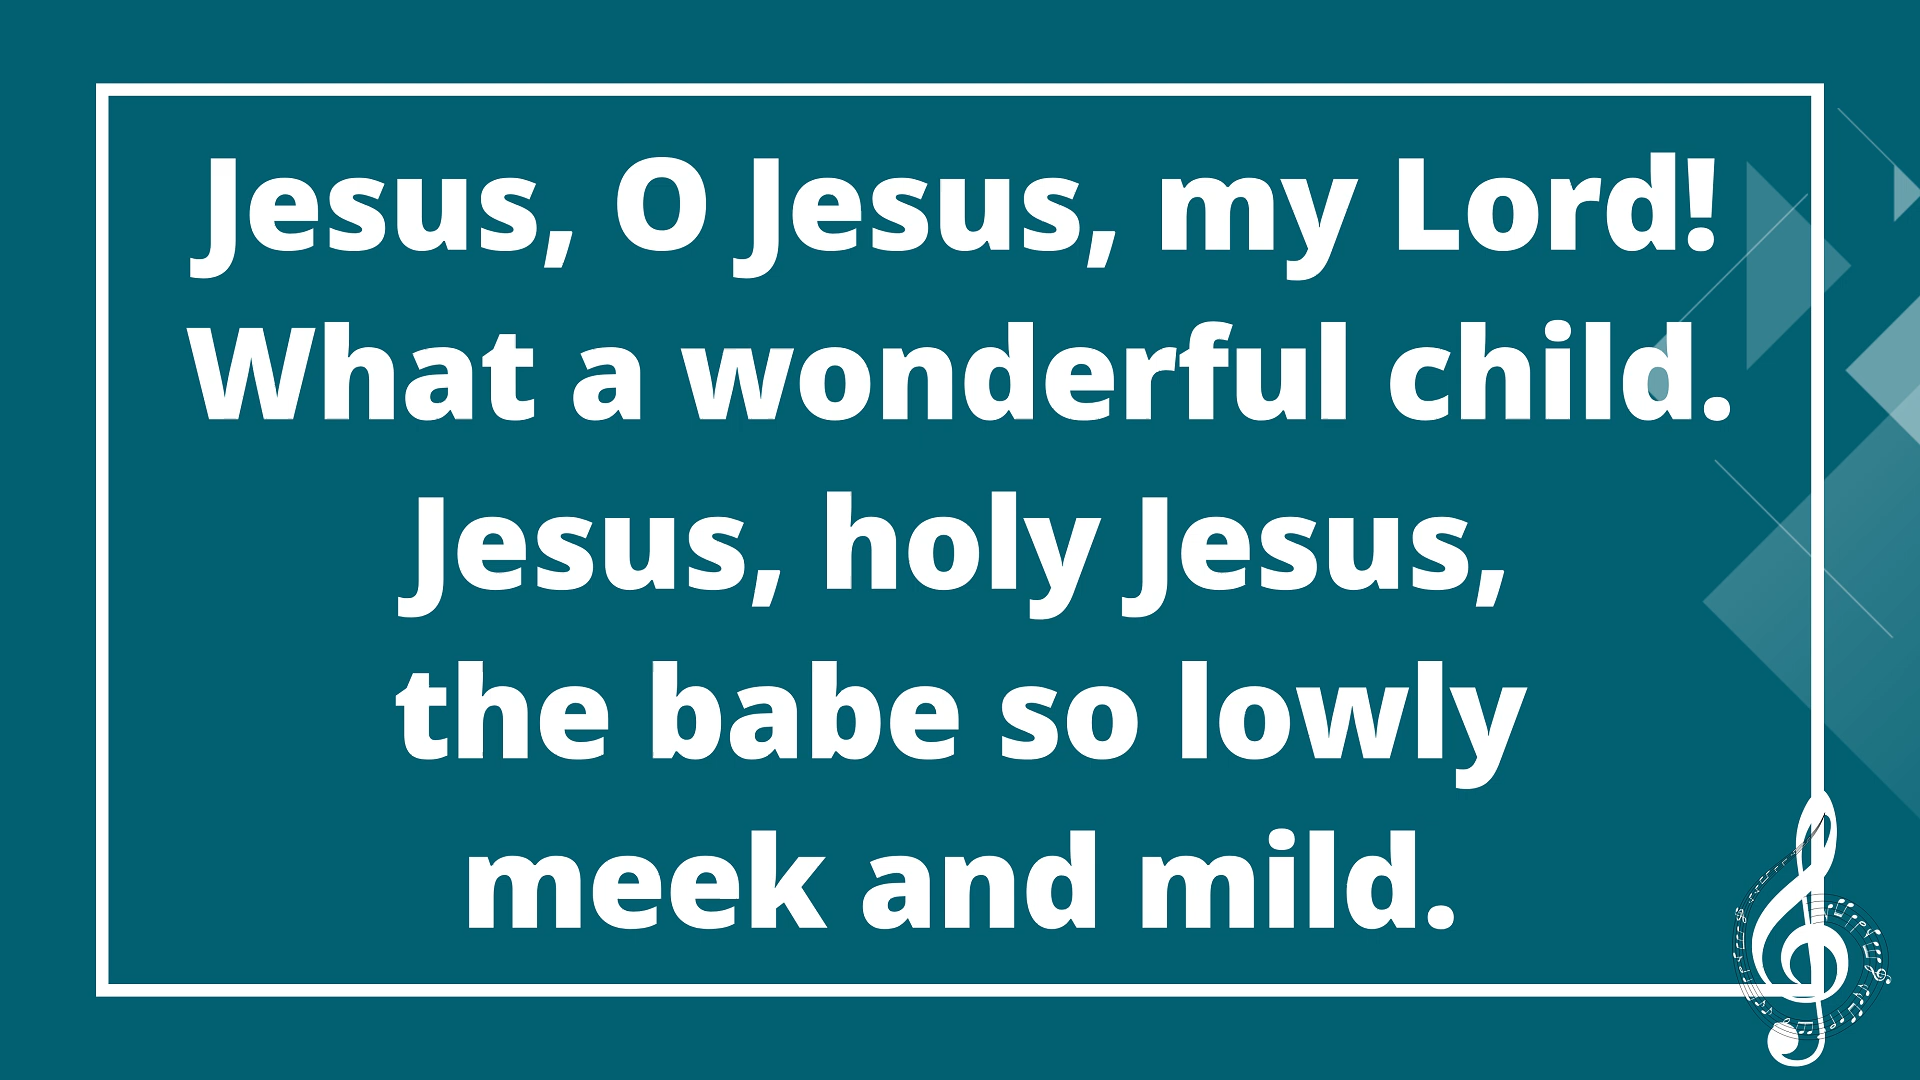 Jesus, O Jesus, my Lord!
What a wonderful child.
Jesus, holy Jesus,
the babe so lowly
meek and mild.